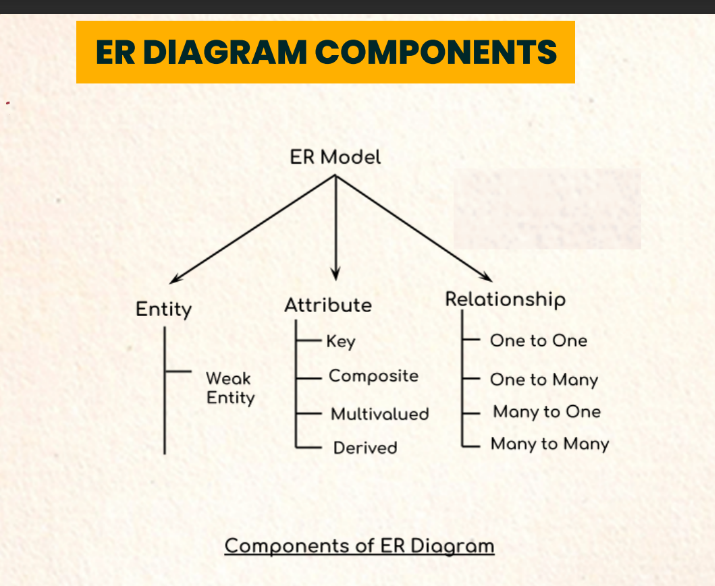 ER DIAGRAM COMPONENTS
ER Model
Entity
Weak
Entity
Attribute
Key
Composite
Multivalued
Derived
Relationship
One to One
One to Many
Many to One
Many to Many
Components of ER Diagram